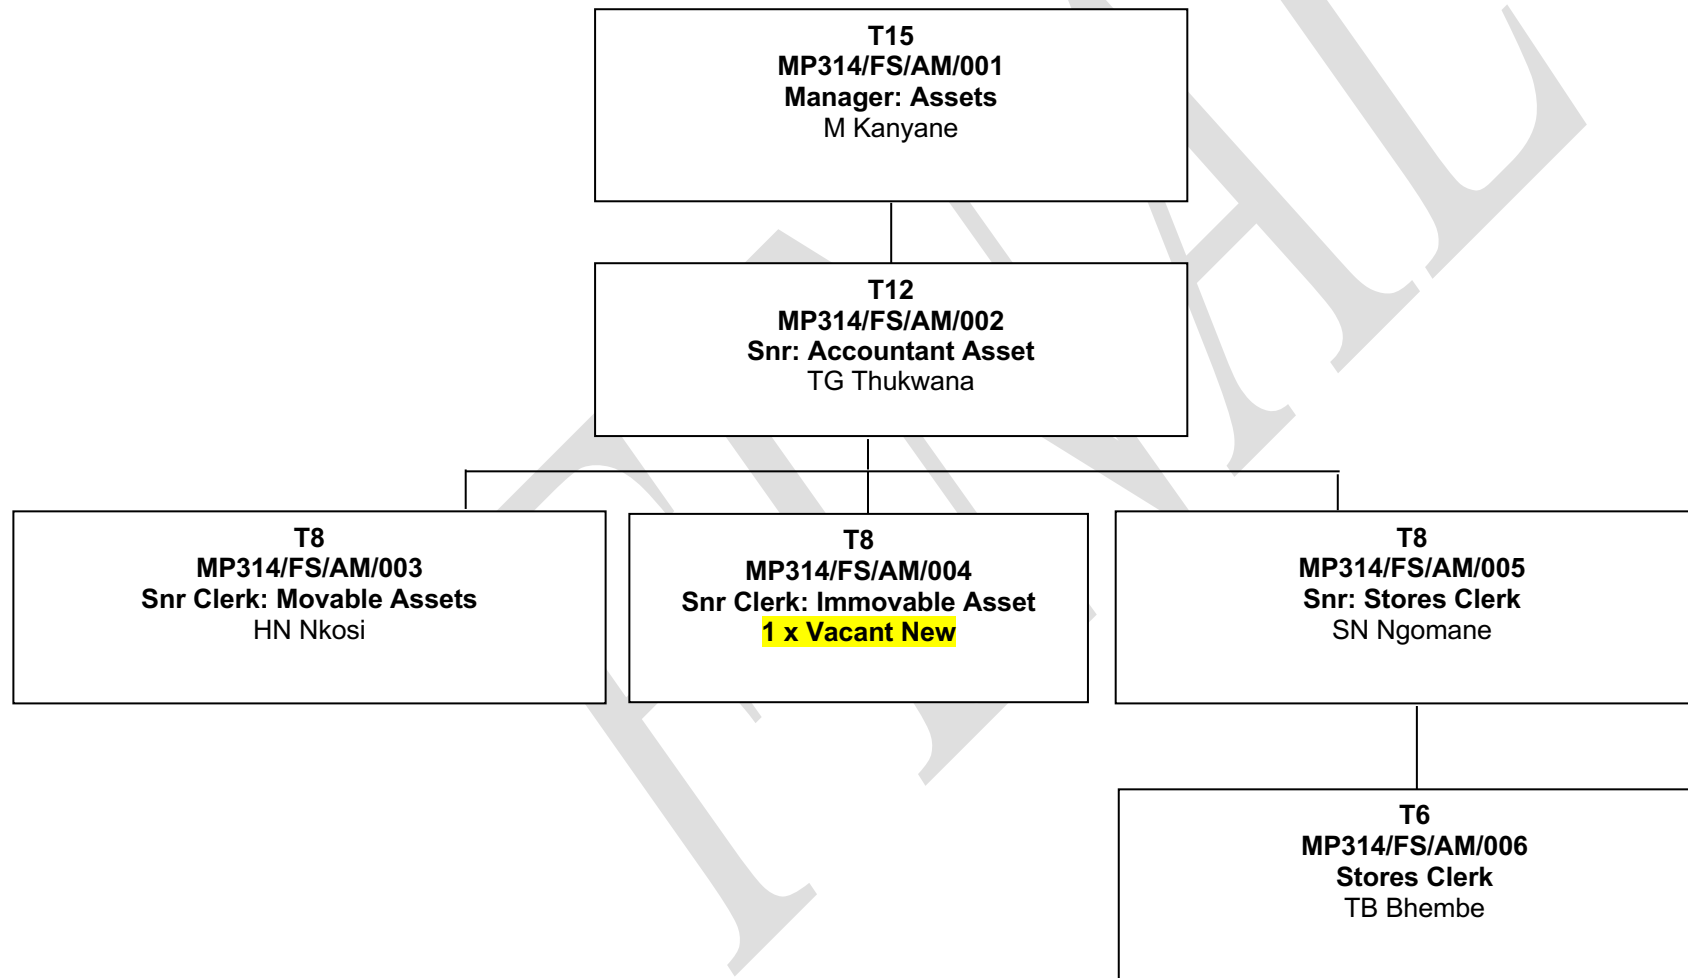 T15
MP314/FS/AM/001
Manager: Assets
M Kanyane
T12
MP314/FS/AM/002
Snr: Accountant Asset
TG Thukwana
T8
MP314/FS/AM/003
Snr Clerk: Movable Assets
HN Nkosi
T8
MP314/FS/AM/004
Snr Clerk: Immovable Asset
1 x Vacant New
T8
MP314/FS/AM/005
Snr: Stores Clerk
SN Ngomane
T6
MP314/FS/AM/006
Stores Clerk
TB Bhembe
FINAL